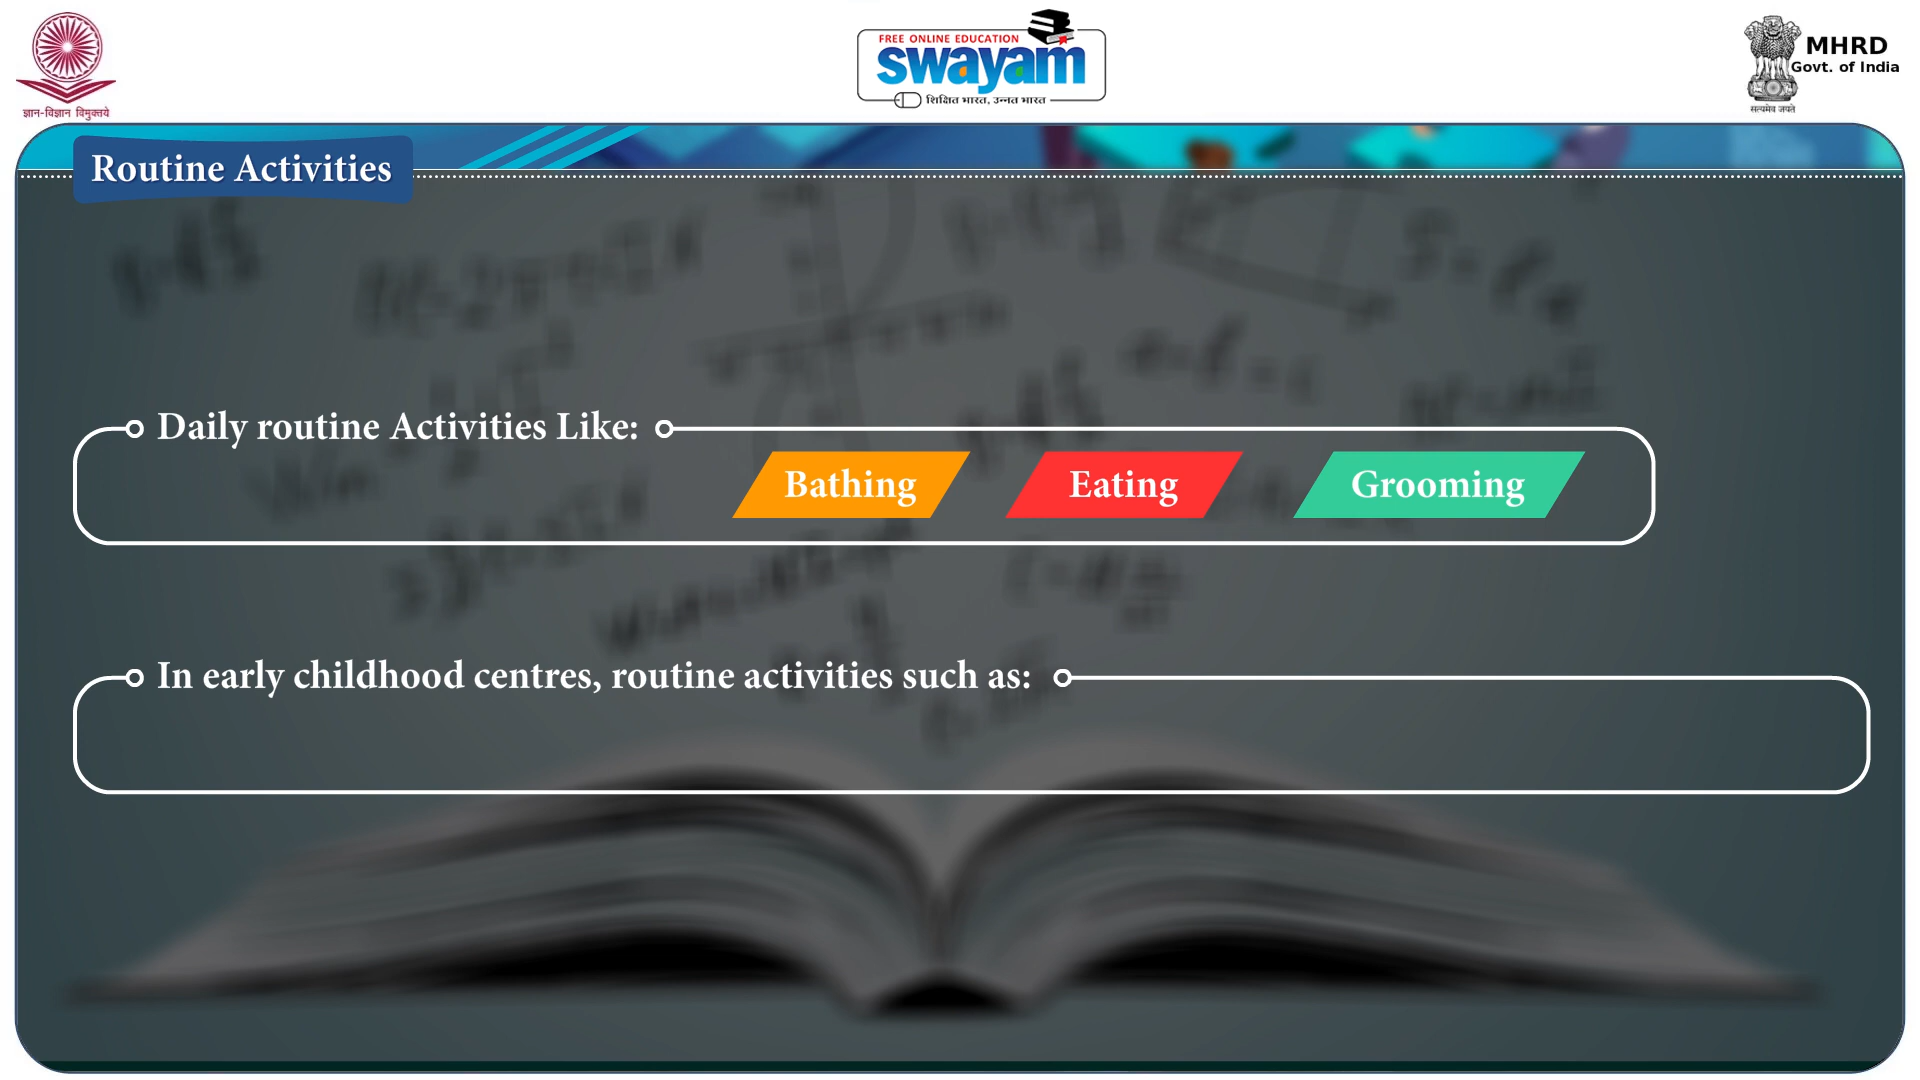 ज्ञान-विज्ञान विमुक्तये
FREE ONLINE EDUCATION
swayam
शिक्षित भारत, उन्नत भारत
MHRD
Govt. of India
सत्यमेव जयते
Routine Activities
Daily routine Activities Like:
Bathing Eating Grooming
In early childhood centres, routine activities such as: